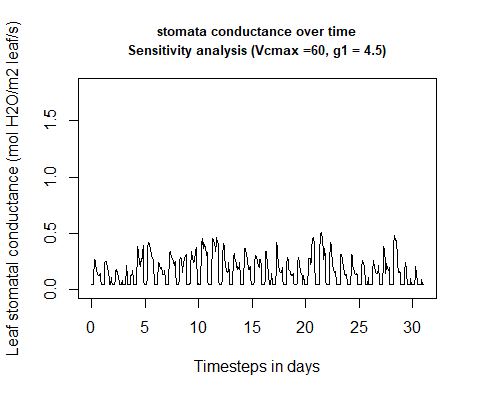 stomata conductance over time
Sensitivity analysis (Vcmax =60, g1 = 4.5)
Leaf stomatal conductance (mol H2O/m2 leaf/s)
1.5
1.0
0.5
0.0
0 5 10 15 20 25 30
Timesteps in days